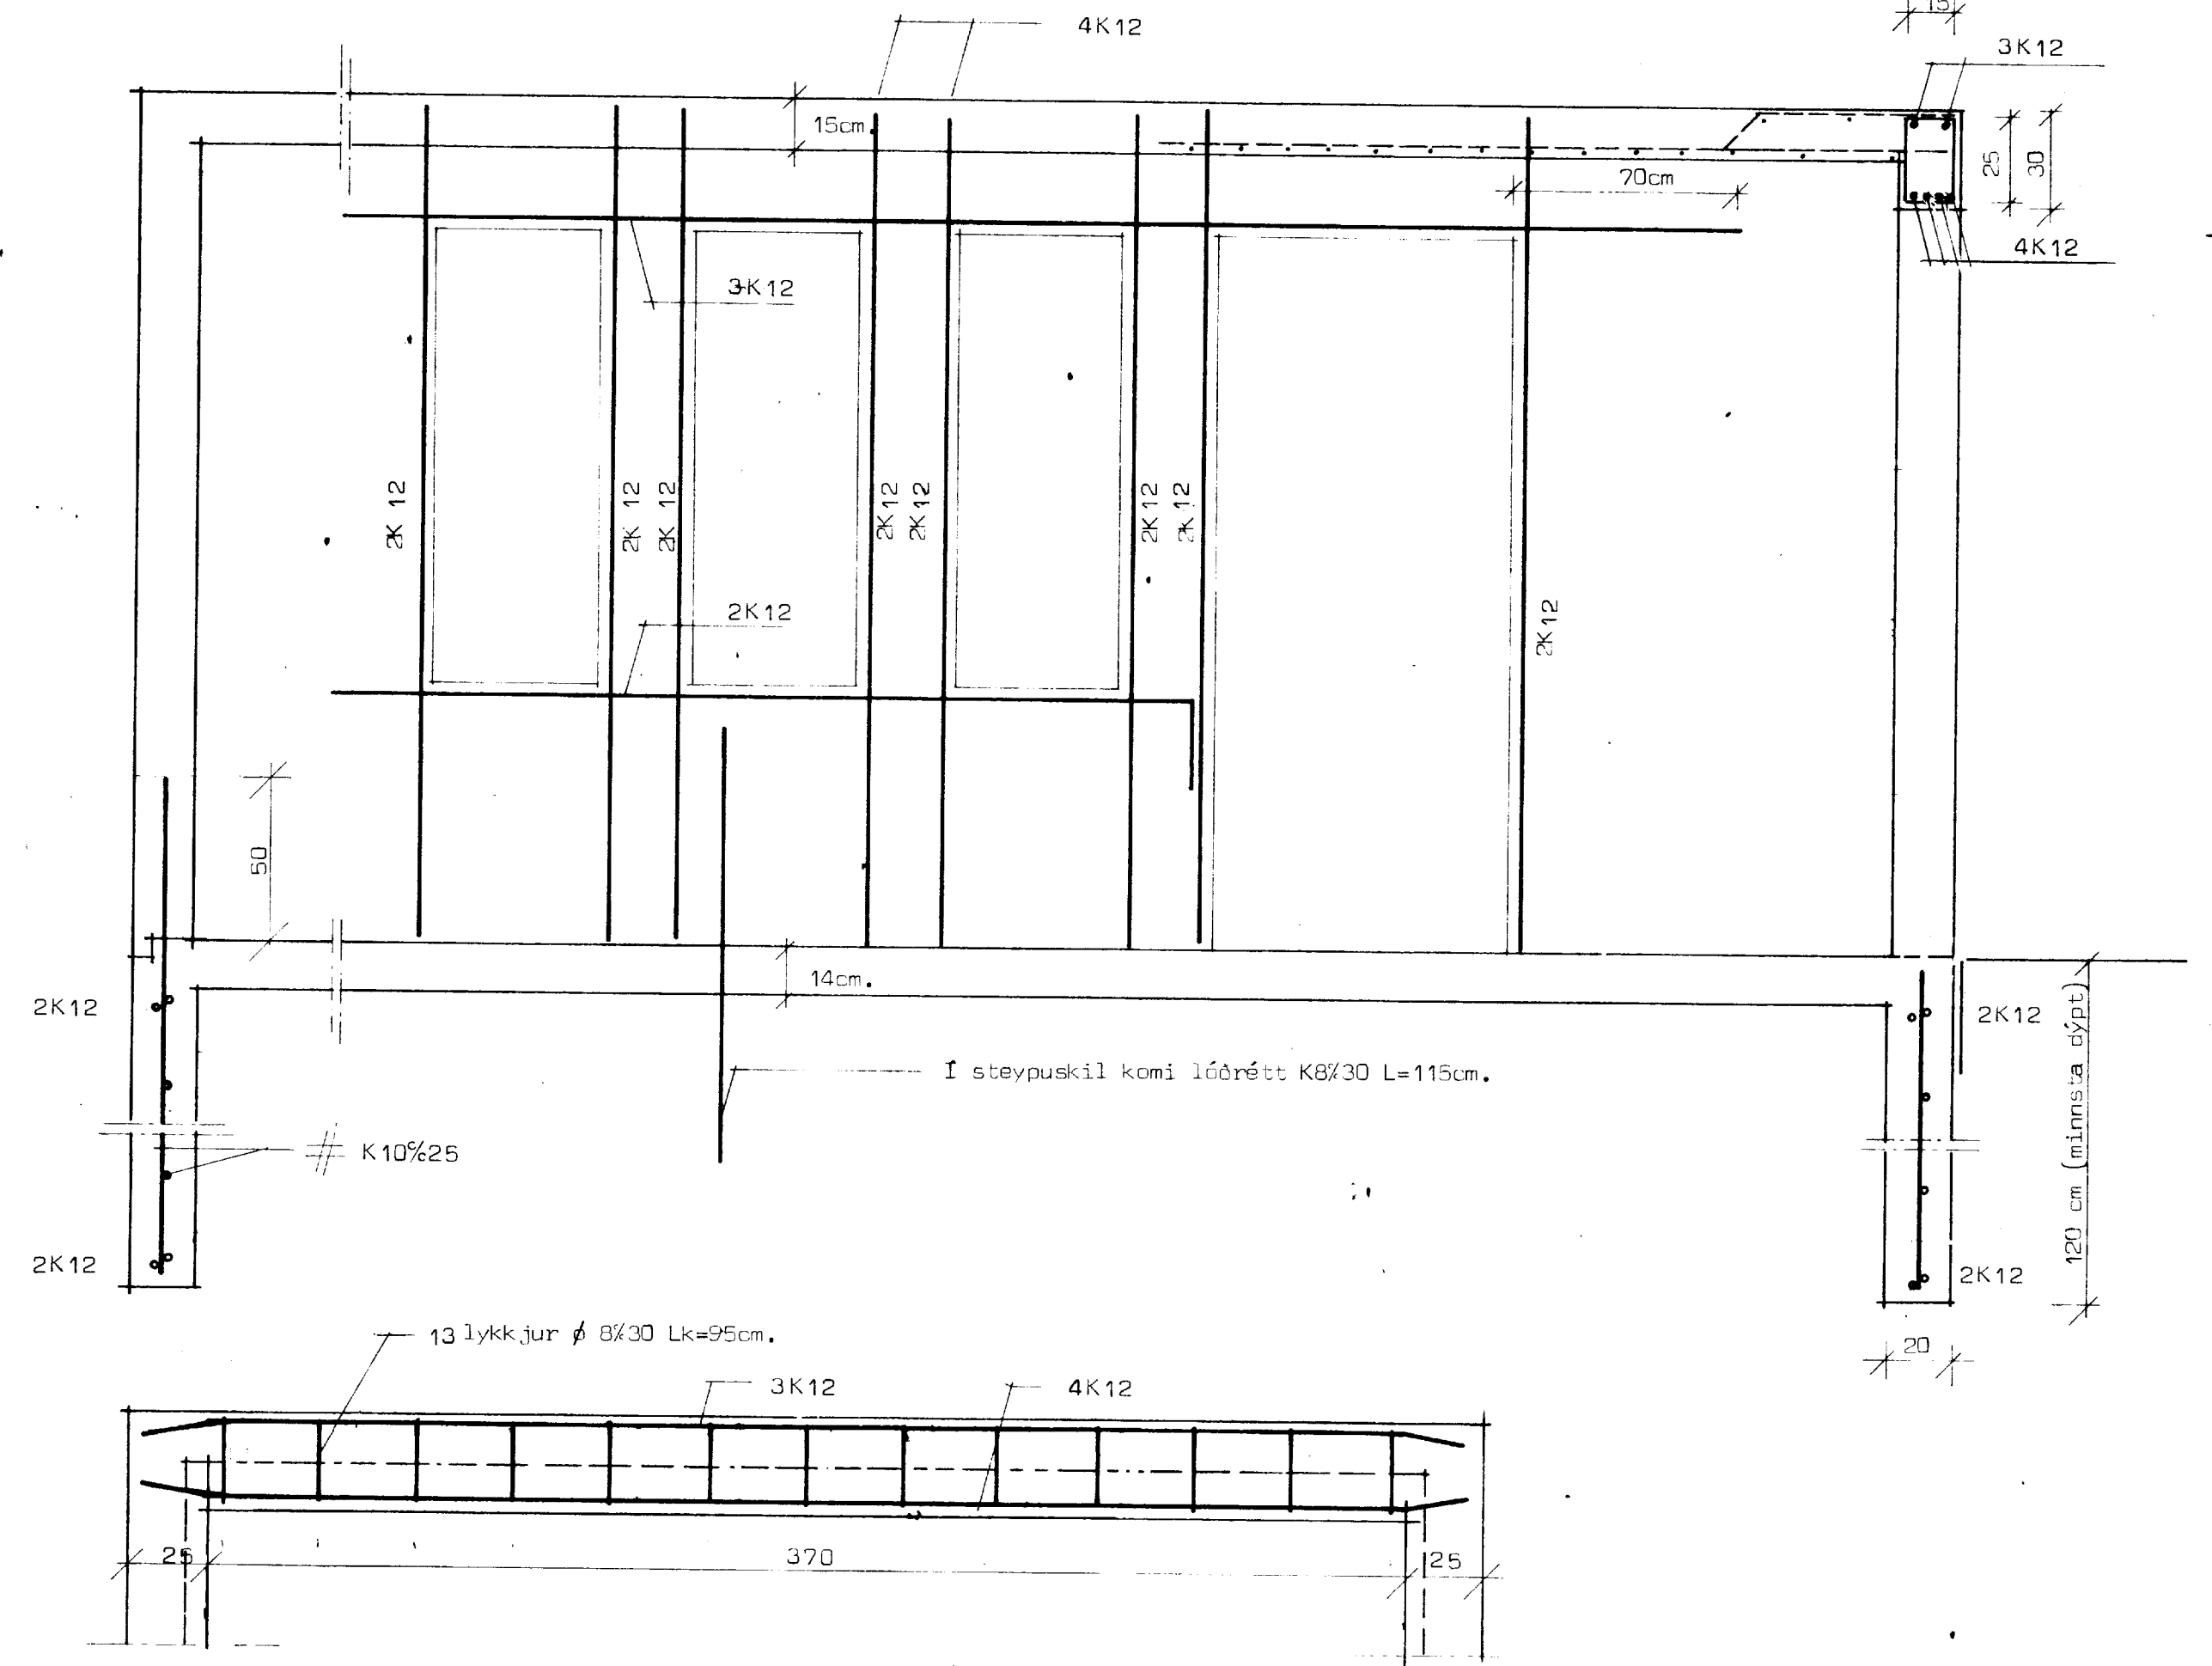 15
4K12
3K12
15cm.
25
30
70cm
4K12
3K12
2K 12
2K 12
2K 12
2K12
2K12
2K12
2K 12
2K12
2K12
50
14cm.
2K12
2K12
Í steypuskil komi lóðrétt K8%30 L=115cm.
120 cm (minnsta dýpt)
K10%25
2K12
2K12
20
13 lykkjur ø 8%30 Lk=95cm.
3K12
4K12
25
370
25